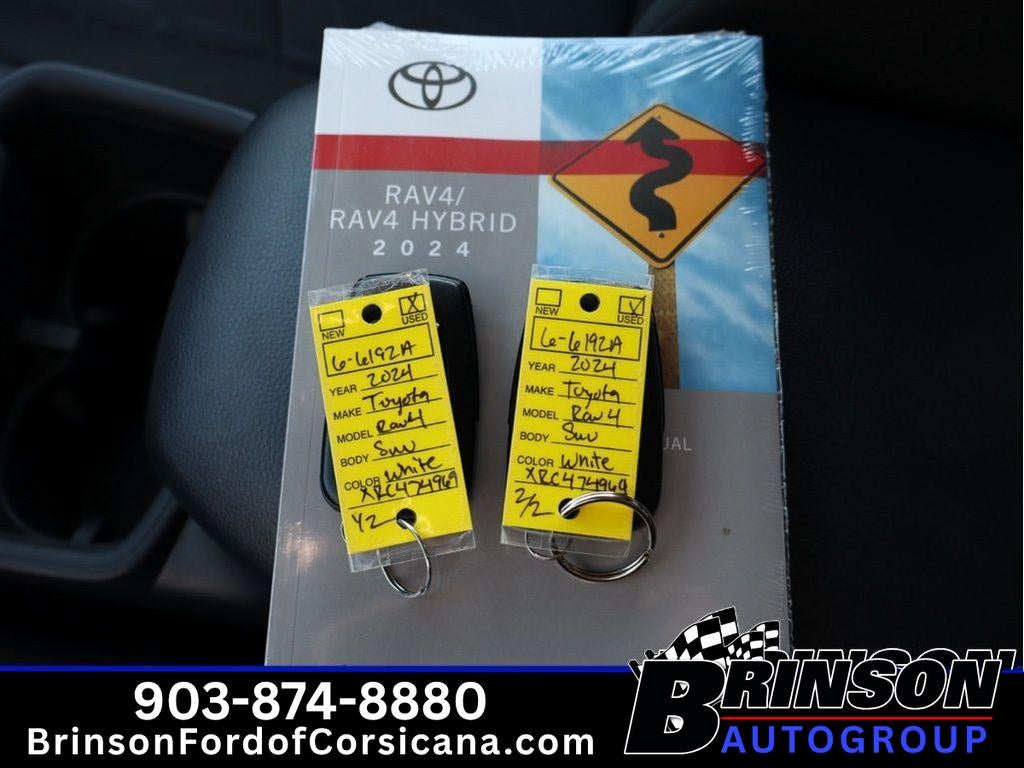 RAV4/
RAV4 HYBRID
2024
UAL
NEW
USED
6-6192A
YEAR 2024
MAKE Toyota
MODEL Rav4
BODY Suv
COLOR White
XRC474969
1/2
NEW
USED
6-6192A
YEAR 2024
MAKE Toyota
MODEL Rav4
BODY Suv
COLOR White
XRC474969
2/2
903-874-8880
BrinsonFordofCorsicana.com
BRINSON
AUTOGROUP